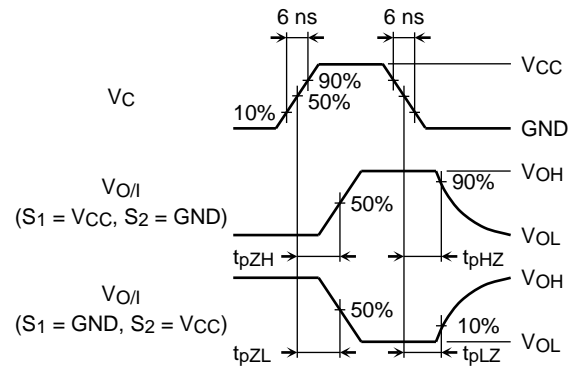 6 ns 6 ns
VCC
90%
VC 50%
10%
GND
VOH
VO/I 90%
(S1 = VCC, S2 = GND) 50%
VOL
tpZH tpHZ
VOH
VO/I
(S1 = GND, S2 = VCC) 50%
10%
VOL
tpZL tpLZ